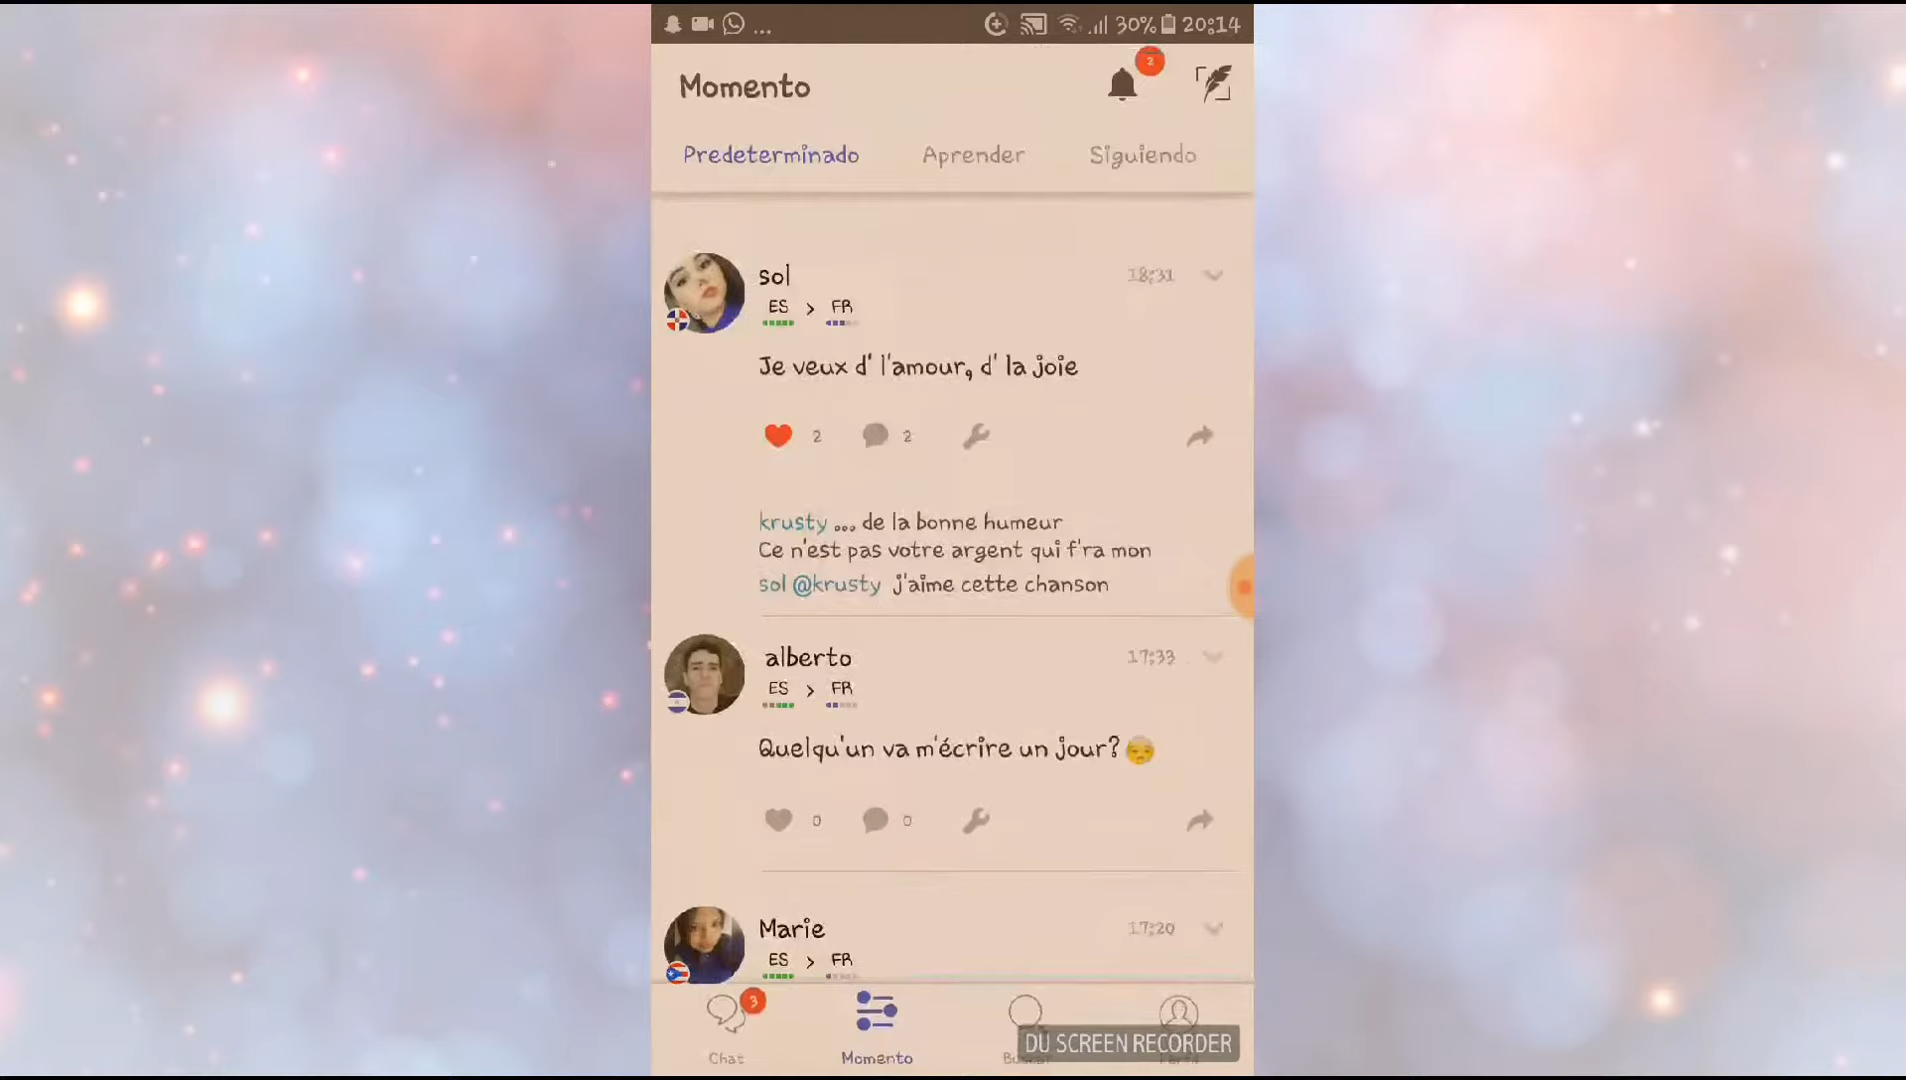 ... 30% 20:14
Momento 2
Predeterminado Aprender Siguiendo
sol 18:31
ES > FR
Je veux d' l'amour, d' la joie
2 2
krusty ... de la bonne humeur
Ce n'est pas votre argent qui f'ra mon
sol @krusty j'aime cette chanson
alberto 17:33
ES > FR
Quelqu'un va m'écrire un jour?
0 0
Marie 17:20
ES > FR
3
DU SCREEN RECORDER
Chat Momento